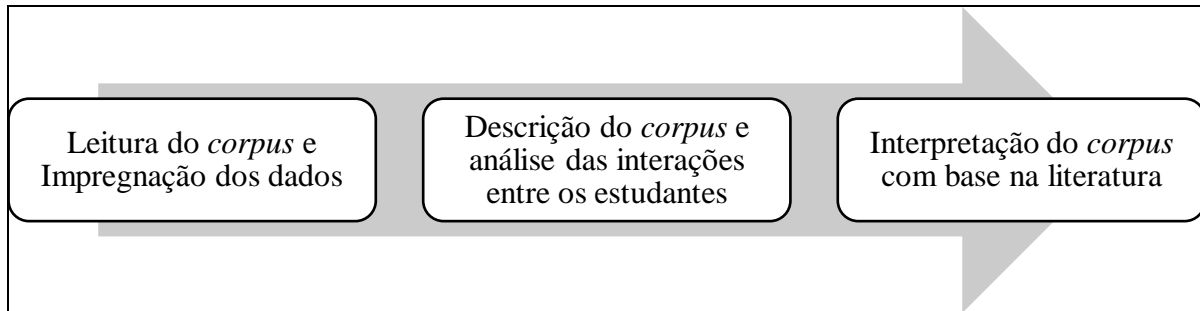 Leitura do corpus e
Impregnação dos dados
Descrição do corpus e
análise das interações
entre os estudantes
Interpretação do corpus
com base na literatura